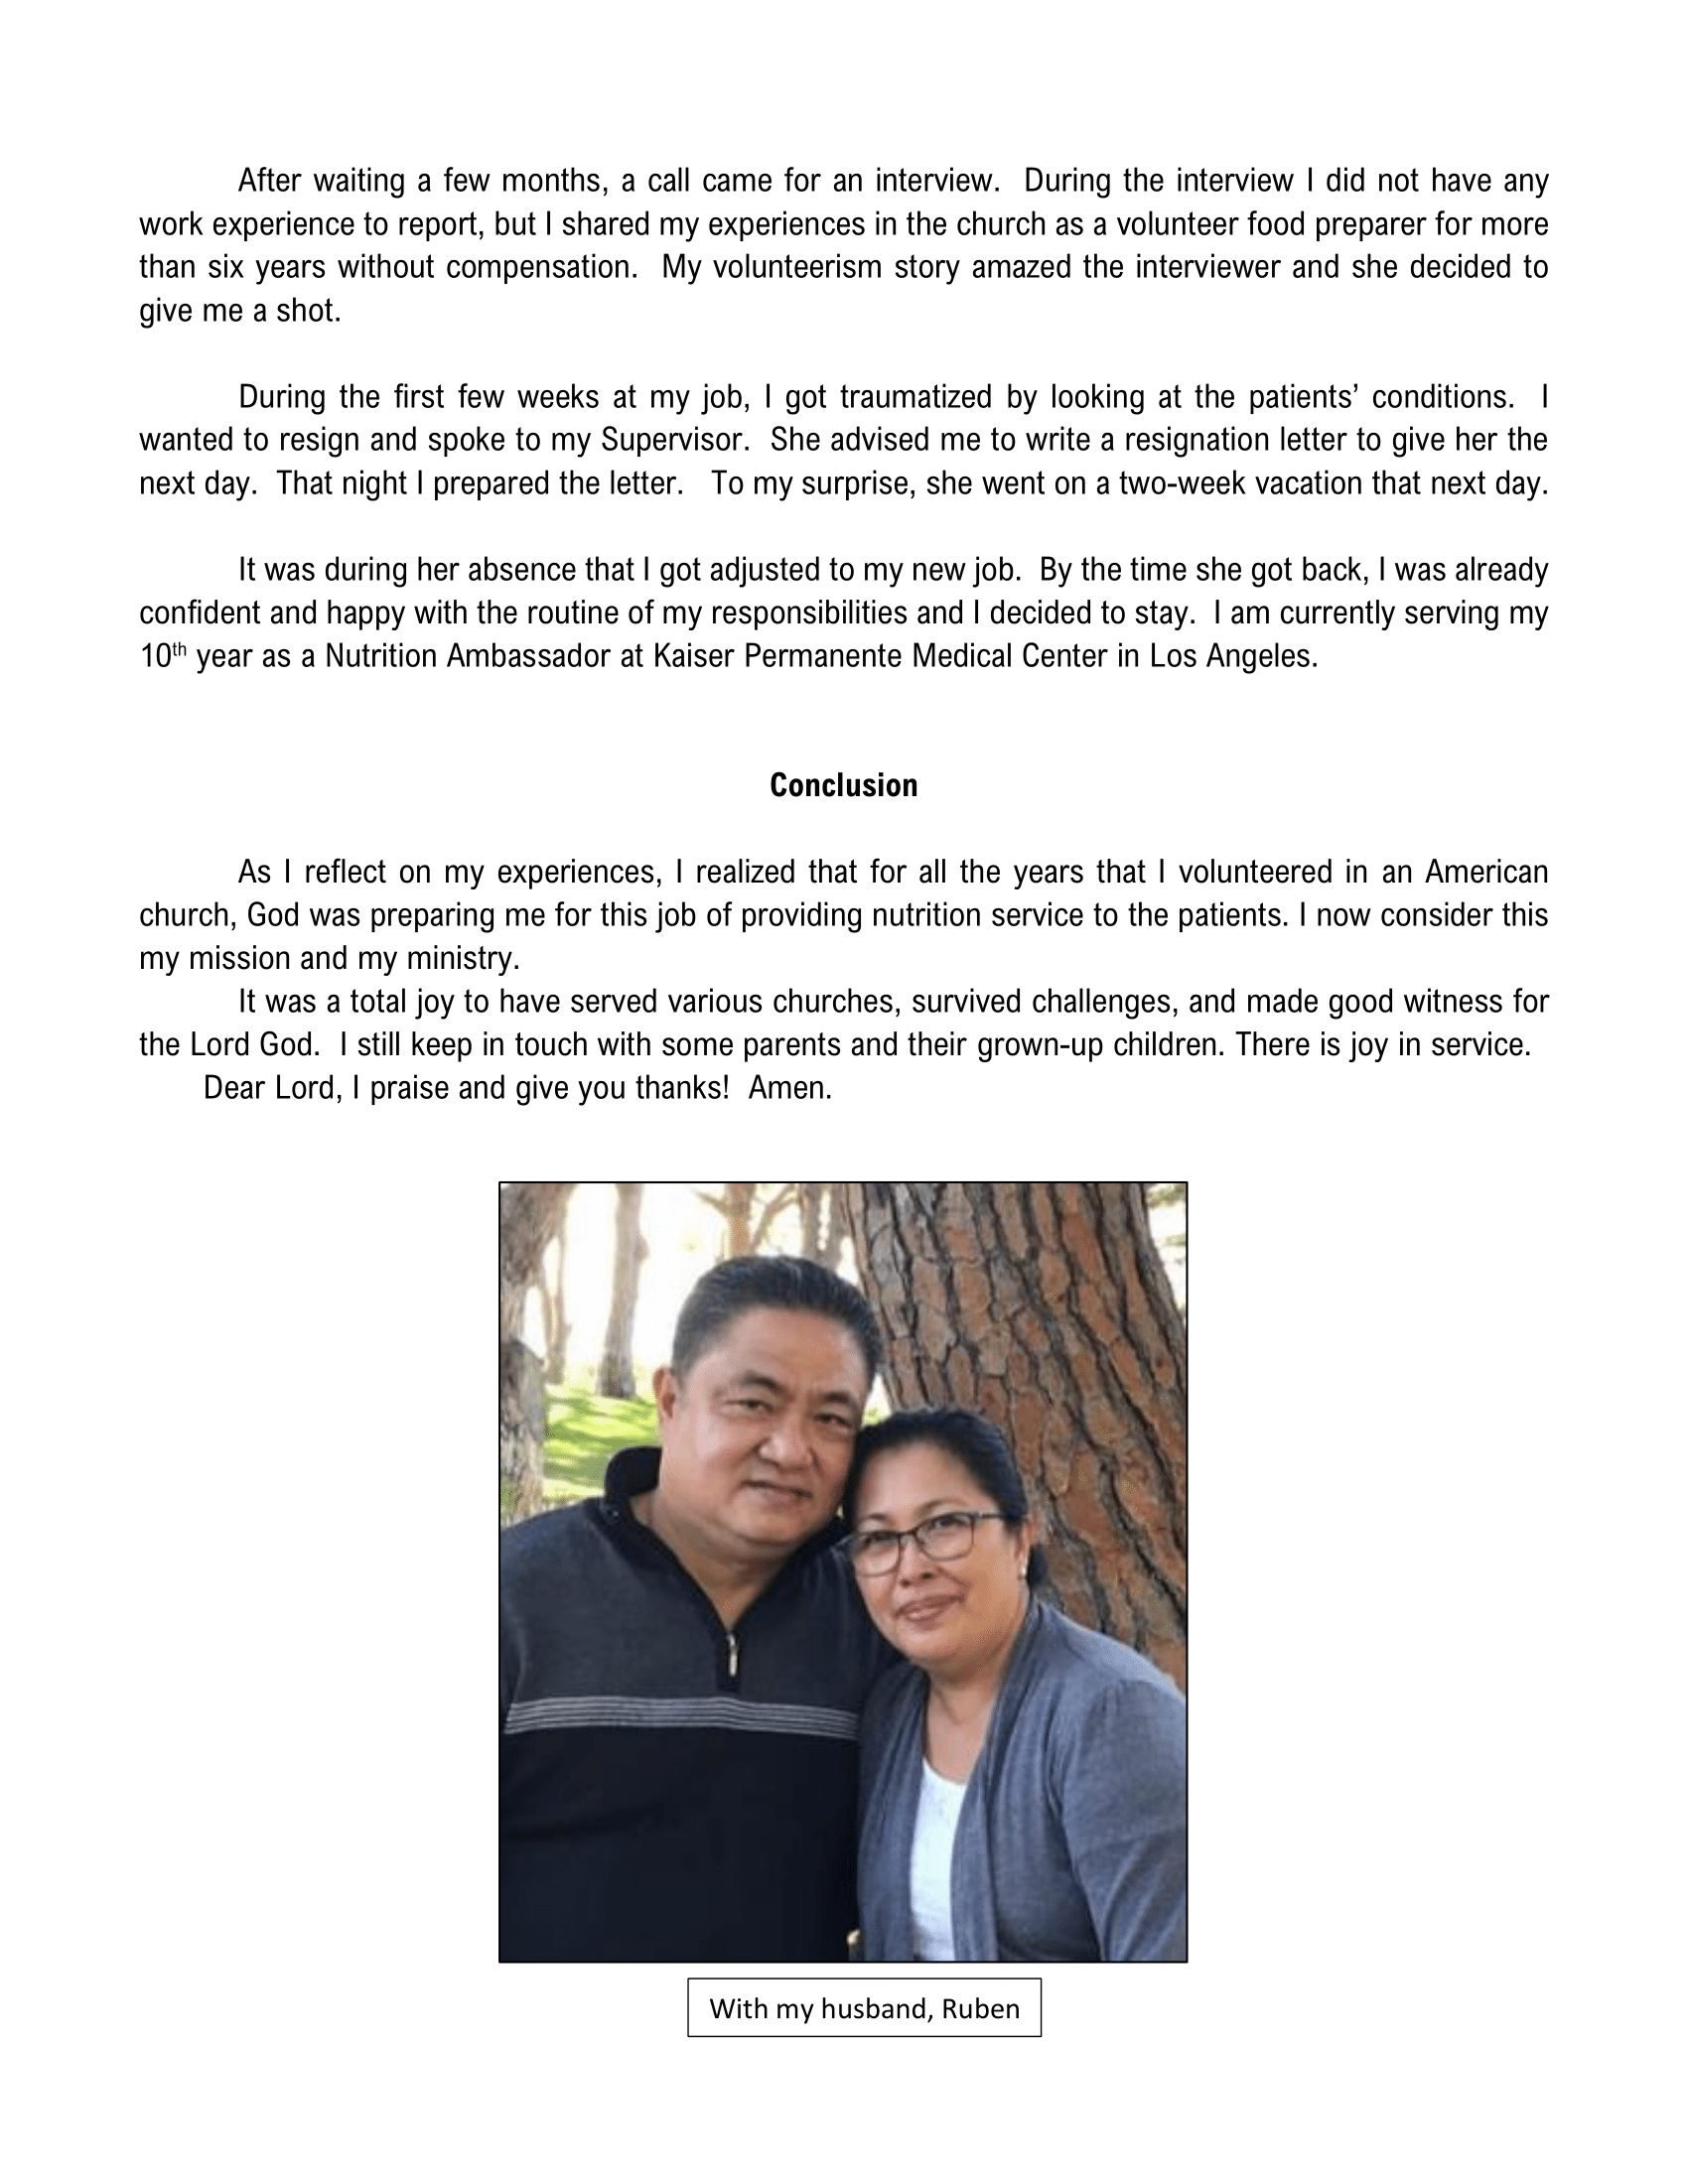 After waiting a few months, a call came for an interview.  During the interview I did not have any
work experience to report, but I shared my experiences in the church as a volunteer food preparer for more
than six years without compensation.  My volunteerism story amazed the interviewer and she decided to
give me a shot.
During the first few weeks at my job, I got traumatized by looking at the patients’ conditions.  I
wanted to resign and spoke to my Supervisor.  She advised me to write a resignation letter to give her the
next day.  That night I prepared the letter.   To my surprise, she went on a two-week vacation that next day.
It was during her absence that I got adjusted to my new job.  By the time she got back, I was already
confident and happy with the routine of my responsibilities and I decided to stay.  I am currently serving my
10th year as a Nutrition Ambassador at Kaiser Permanente Medical Center in Los Angeles.
Conclusion
As I reflect on my experiences, I realized that for all the years that I volunteered in an American
church, God was preparing me for this job of providing nutrition service to the patients. I now consider this
my mission and my ministry.
It was a total joy to have served various churches, survived challenges, and made good witness for
the Lord God.  I still keep in touch with some parents and their grown-up children. There is joy in service.
Dear Lord, I praise and give you thanks!  Amen.
With my husband, Ruben